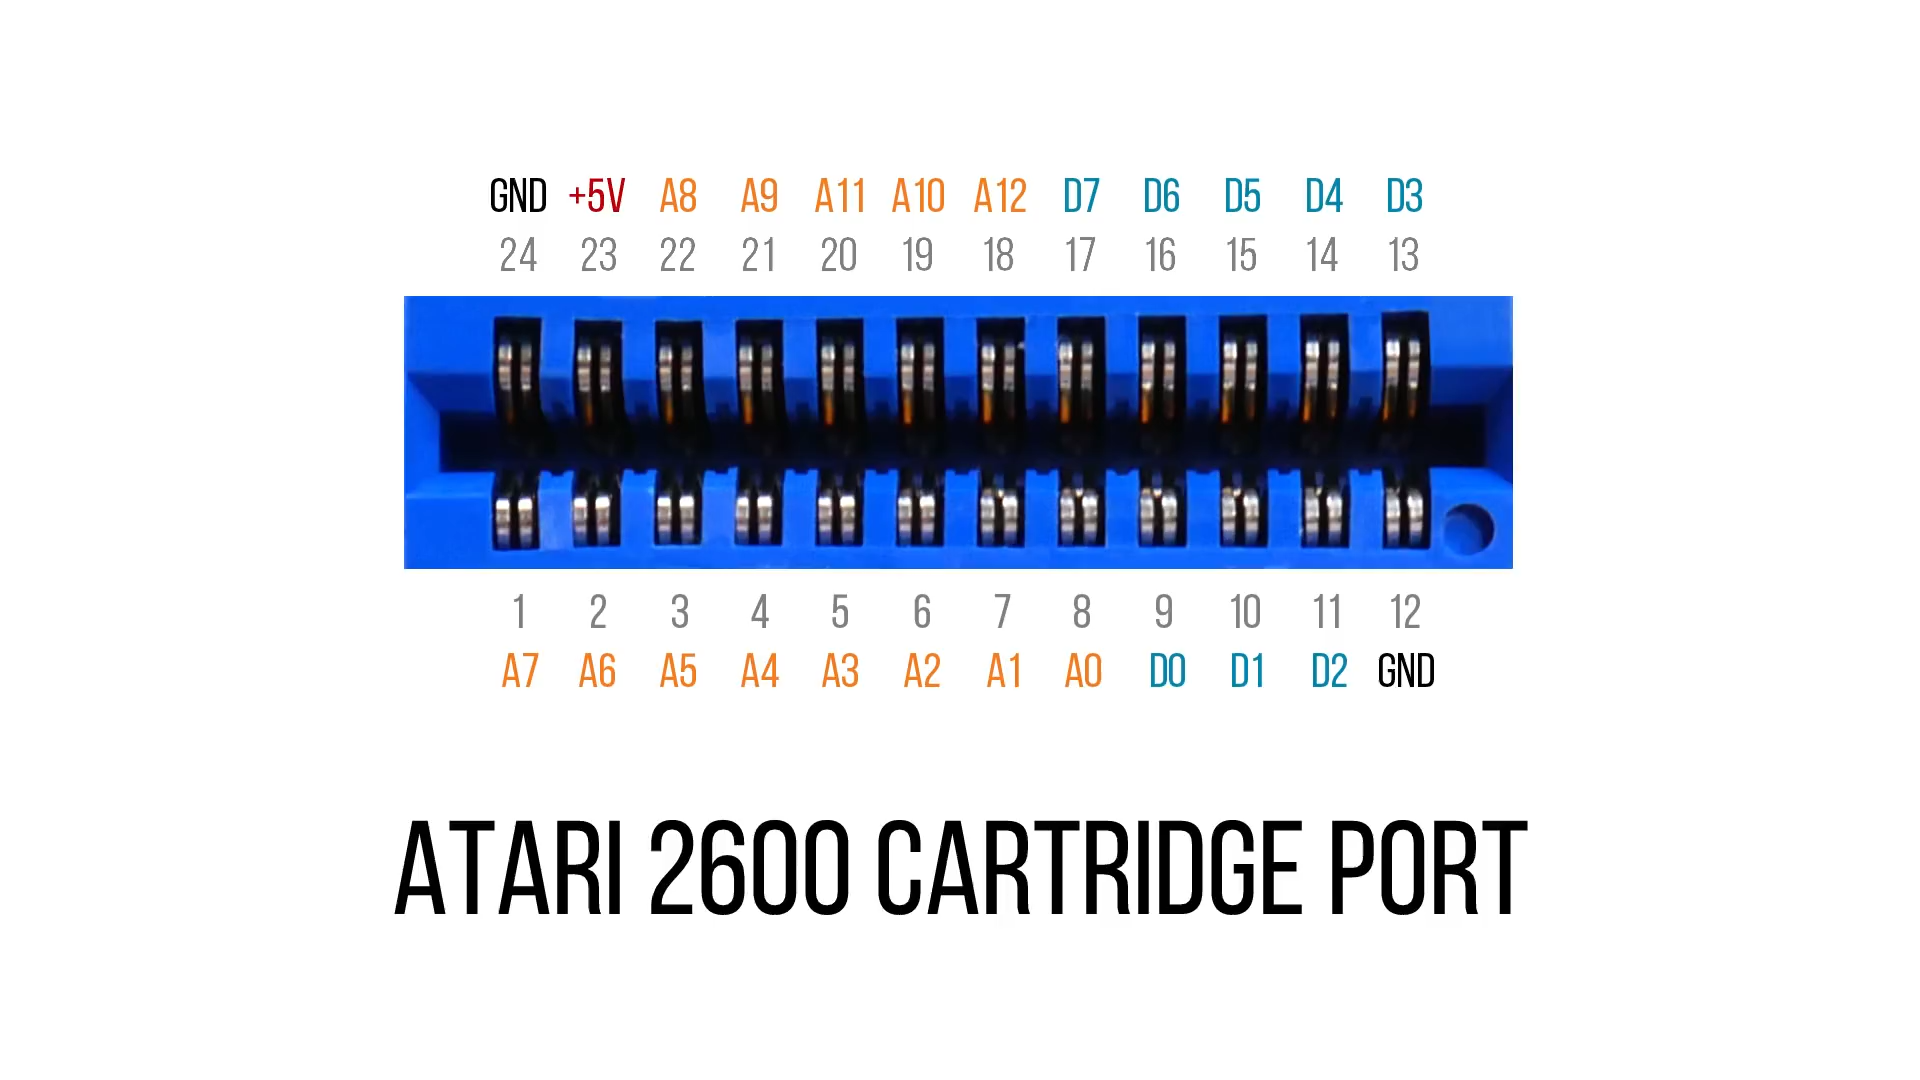 GND +5V A8 A9 A11 A10 A12 D7 D6 D5 D4 D3
24 23 22 21 20 19 18 17 16 15 14 13
1 2 3 4 5 6 7 8 9 10 11 12
A7 A6 A5 A4 A3 A2 A1 A0 D0 D1 D2 GND
ATARI 2600 CARTRIDGE PORT